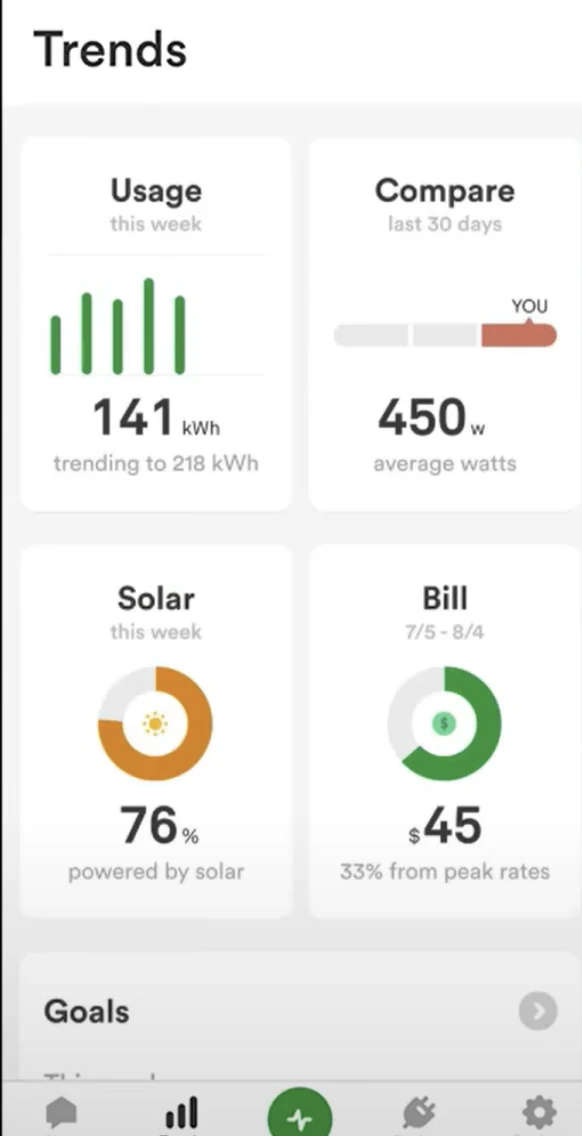 Trends
Usage
this week
141 kWh
trending to 218 kWh
Compare
last 30 days
YOU
450 w
average watts
Solar
this week
76 %
powered by solar
Bill
7/5 - 8/4
$
$45
33% from peak rates
Goals